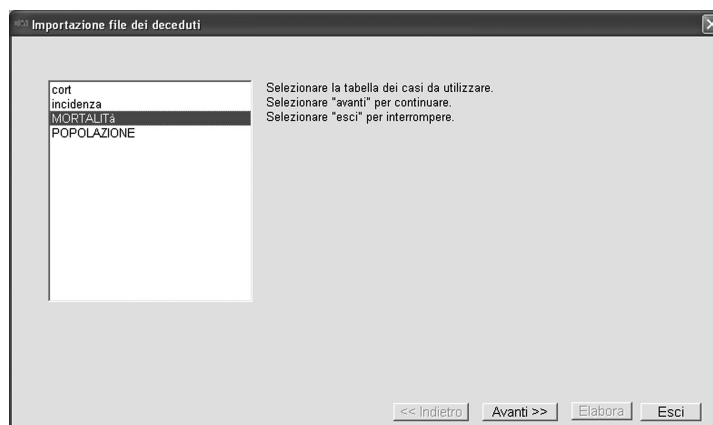 Importazione file dei deceduti
cort
incidenza
MORTALITà
POPOLAZIONE
Selezionare la tabella dei casi da utilizzare.
Selezionare "avanti" per continuare.
Selezionare "esci" per interrompere.
<< Indietro
Avanti >>
Elabora
Esci